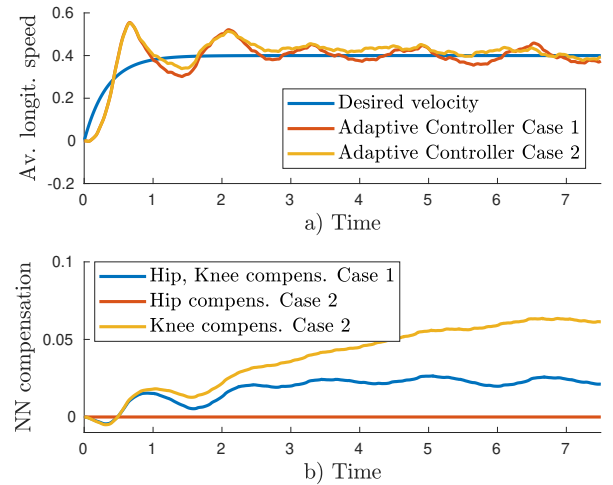 Av. longit. speed
0.6
0.4
0.2
0
-0.2
Desired velocity
Adaptive Controller Case 1
Adaptive Controller Case 2
0 1 2 3 4 5 6 7
a) Time
NN compensation
0.1
0.05
0
Hip, Knee compens. Case 1
Hip compens. Case 2
Knee compens. Case 2
0 1 2 3 4 5 6 7
b) Time